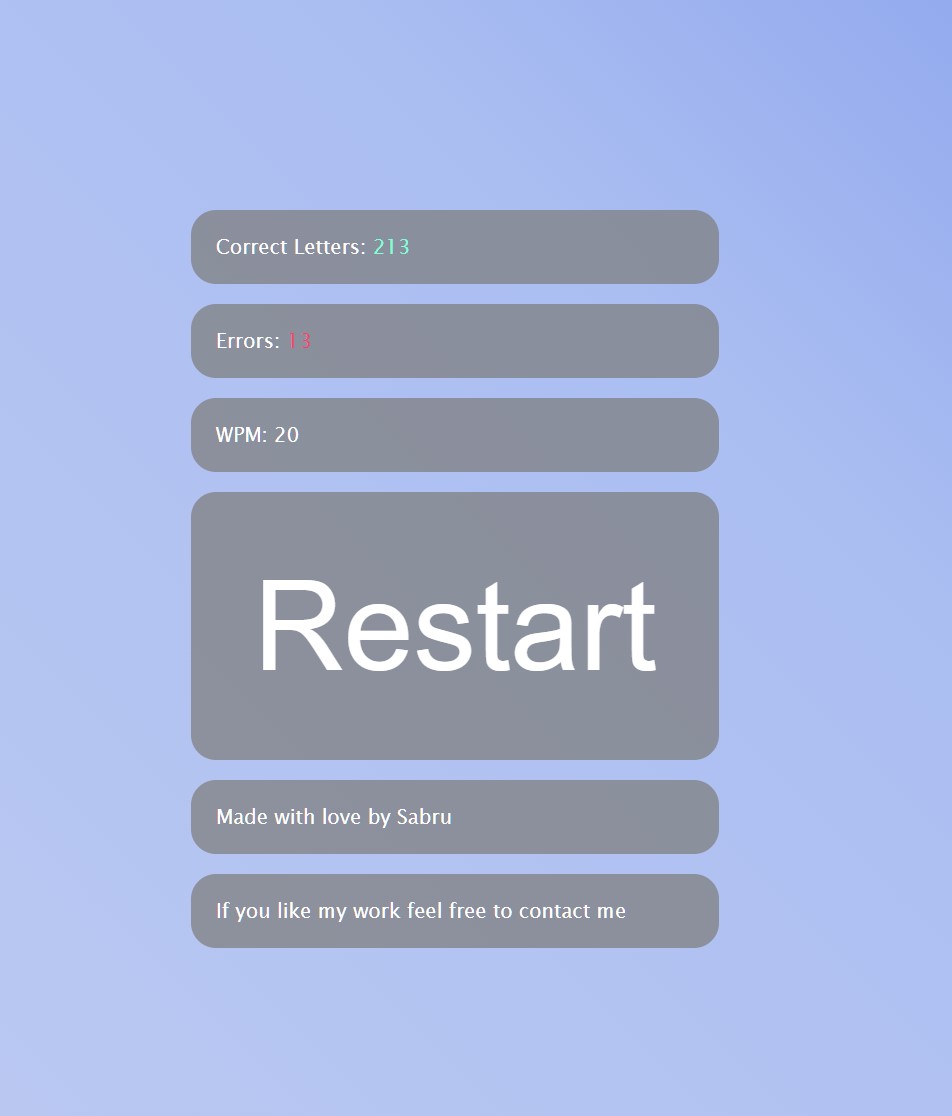 Correct Letters: 213
Errors: 13
WPM: 20
Restart
Made with love by Sabru
If you like my work feel free to contact me